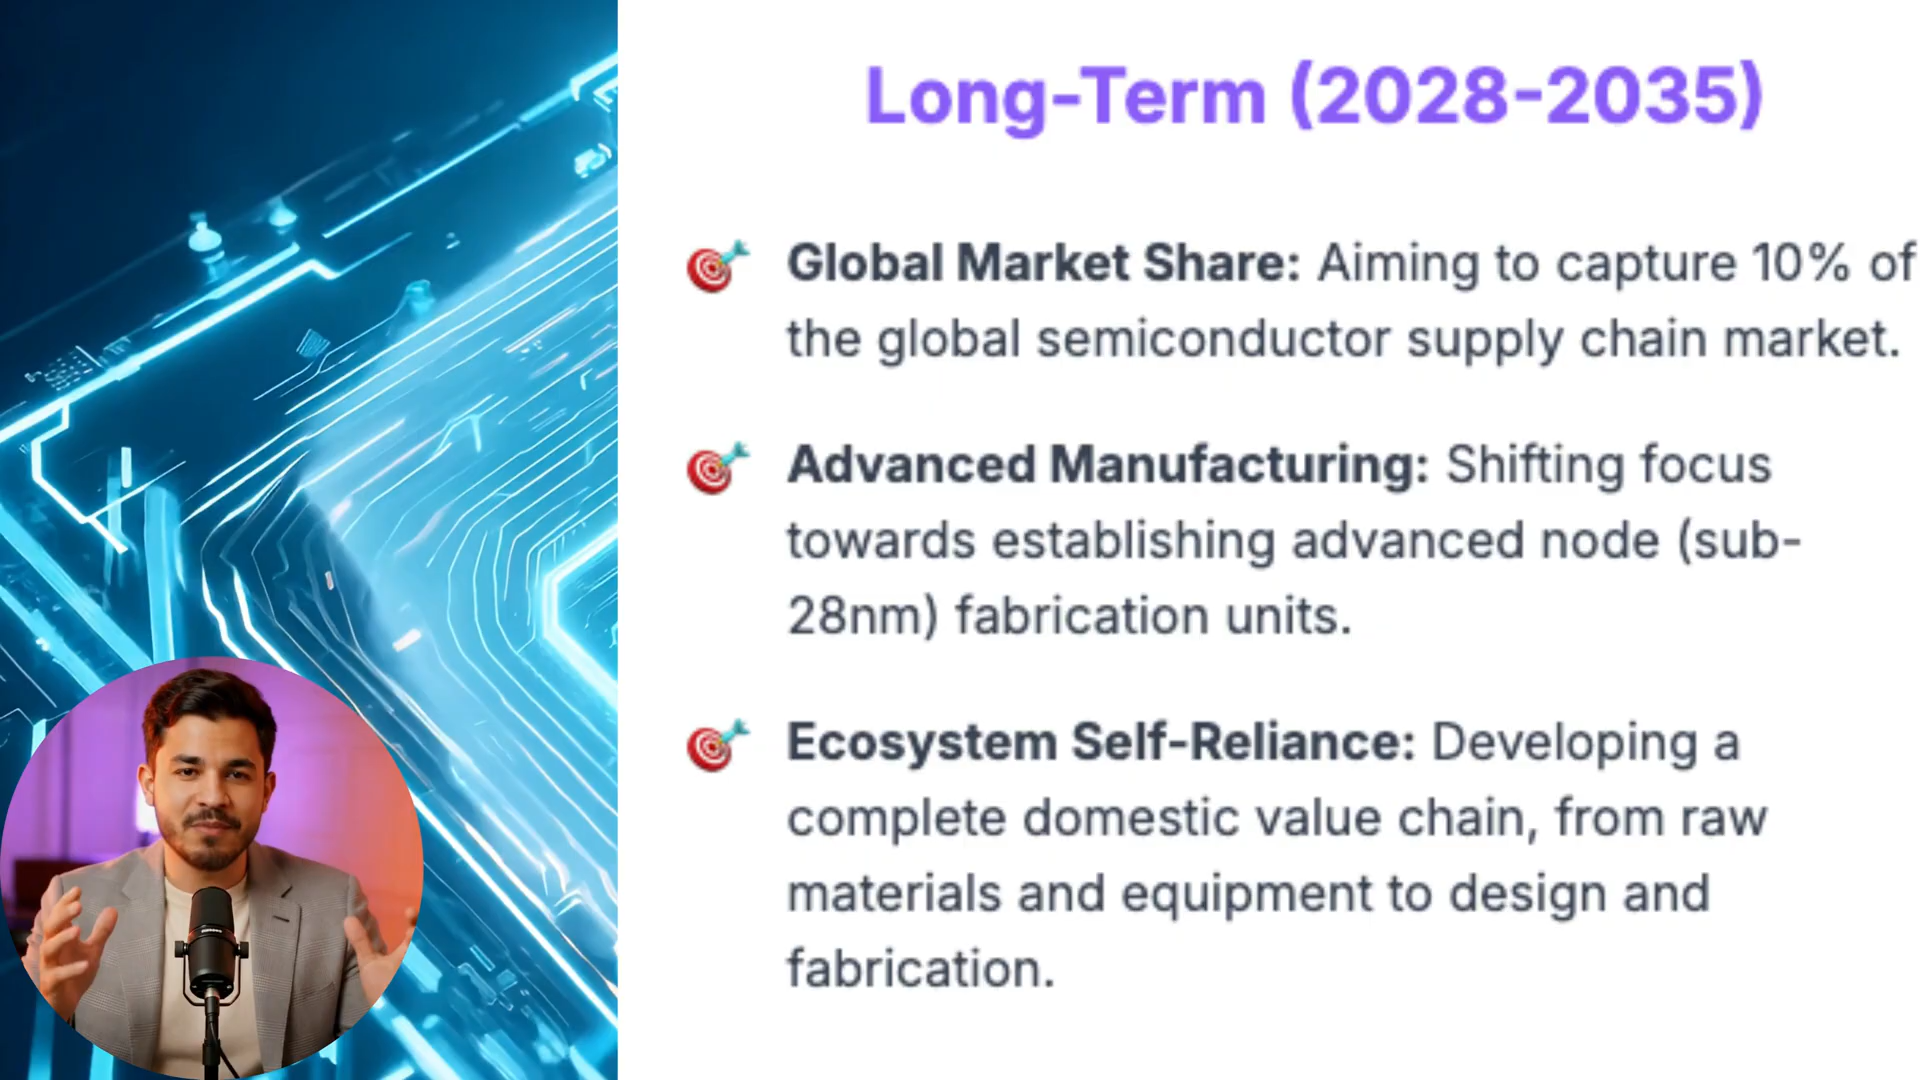 Long-Term (2028-2035)
Global Market Share: Aiming to capture 10% of
the global semiconductor supply chain market.
Advanced Manufacturing: Shifting focus
towards establishing advanced node (sub-
28nm) fabrication units.
Ecosystem Self-Reliance: Developing a
complete domestic value chain, from raw
materials and equipment to design and
fabrication.